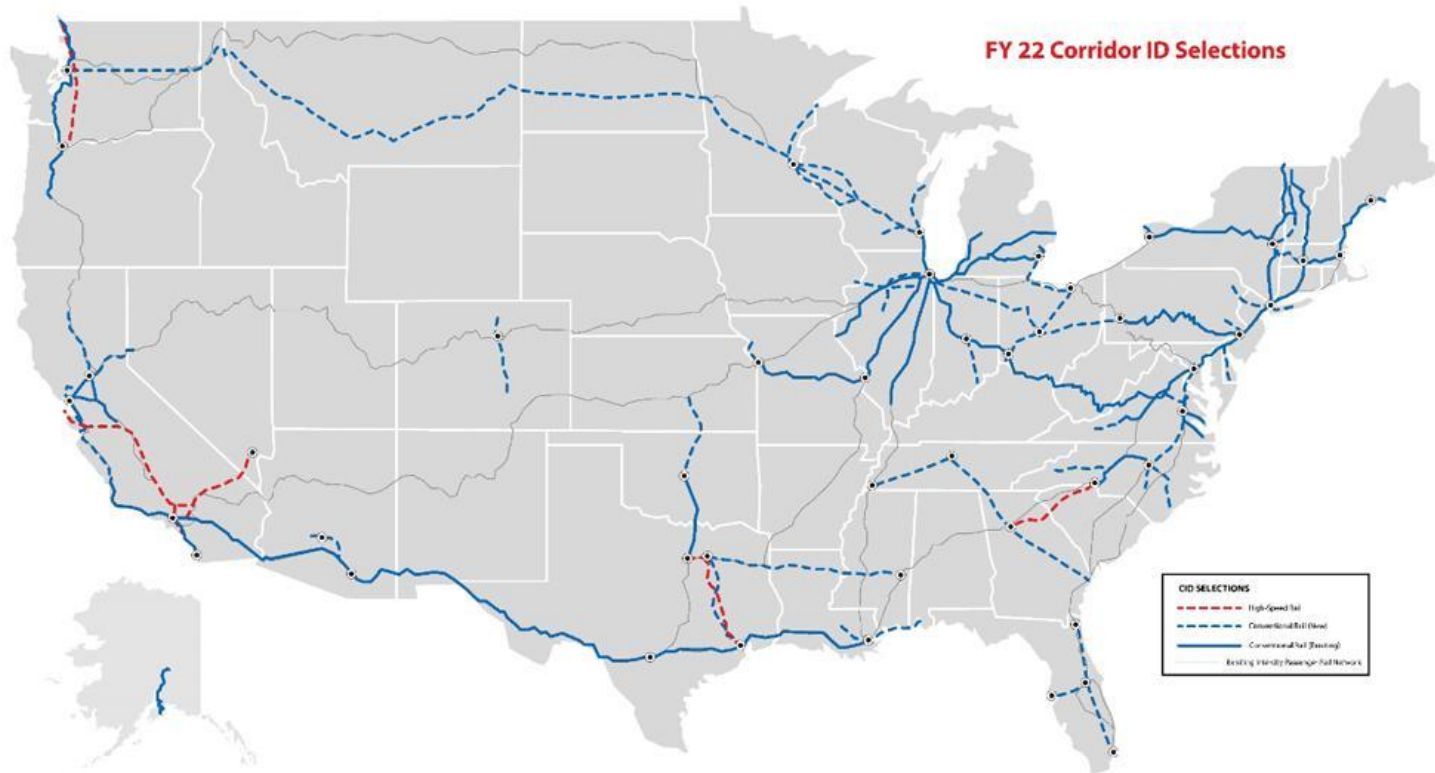 FY 22 Corridor ID Selections
CID SELECTIONS
High-Speed Rail
Conventional Rail (New)
Conventional Rail (Existing)
Existing Intercity Passenger Rail Network